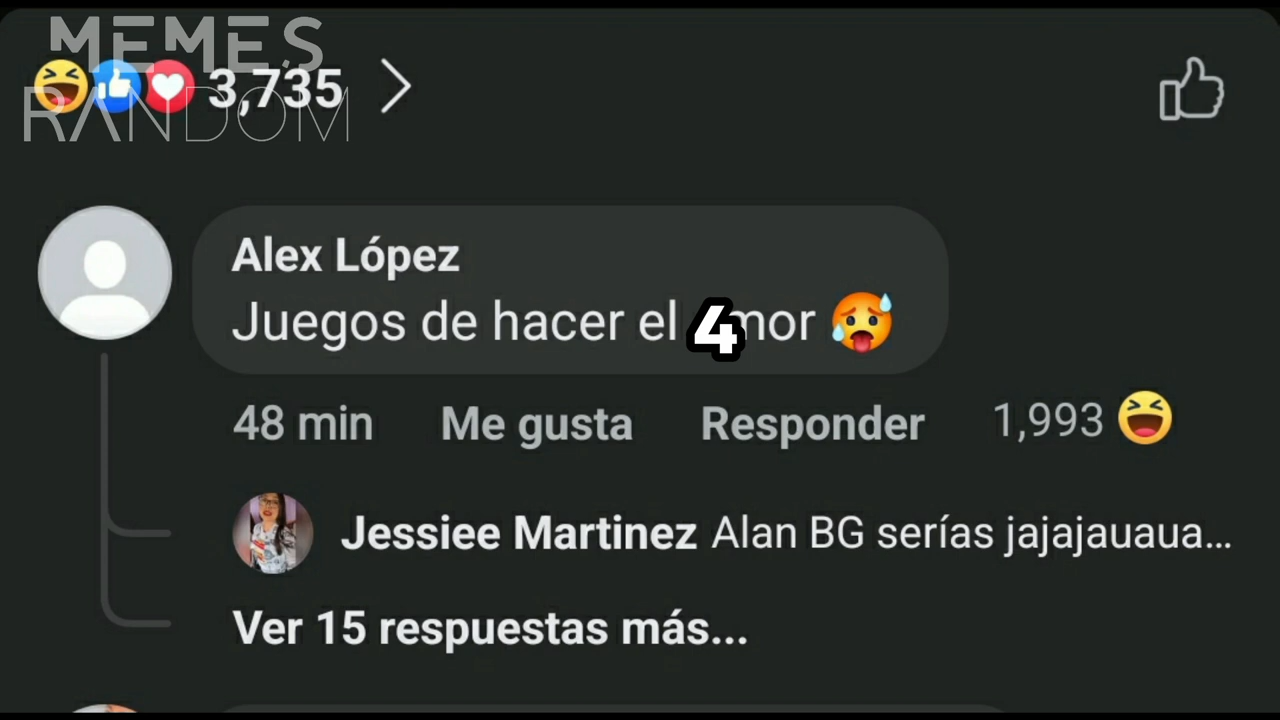 MEMES
RANDOM
3,735
Alex López
Juegos de hacer el 4mor
48 min Me gusta Responder 1,993
Jessiee Martinez Alan BG serías jajajauaua...
Ver 15 respuestas más...